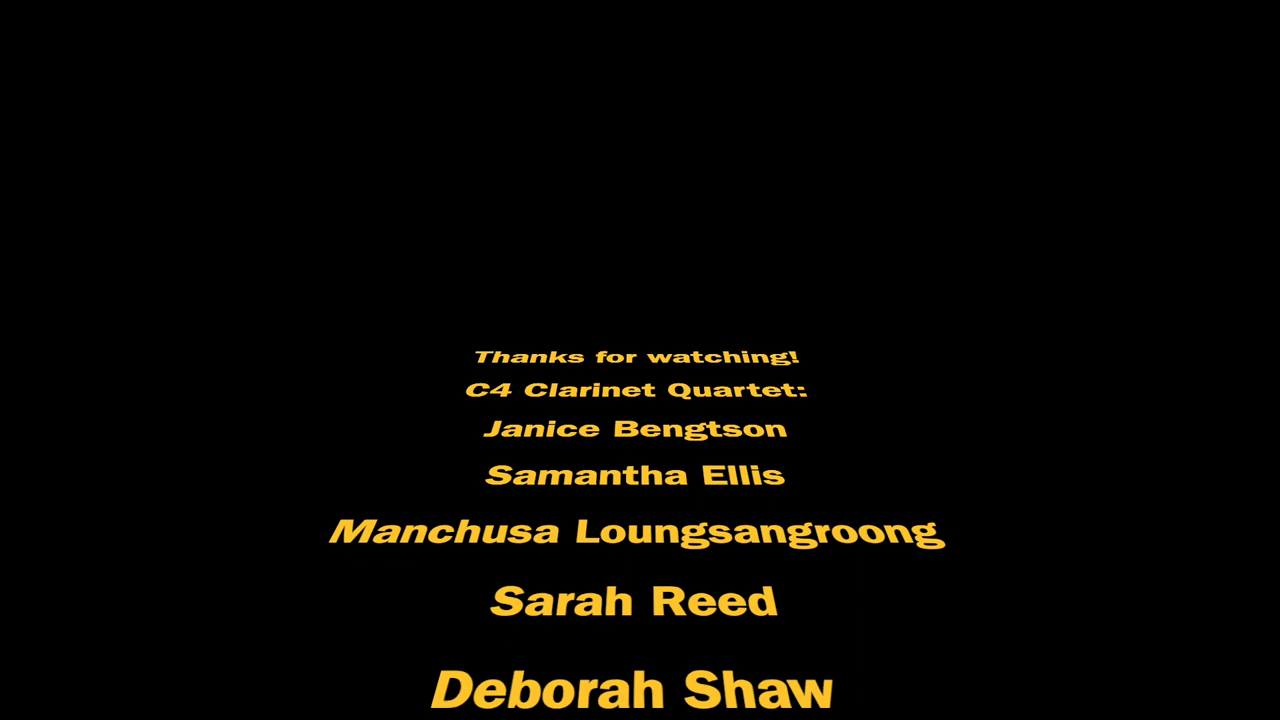 Thanks for watching!
C4 Clarinet Quartet:
Janice Bengtson
Samantha Ellis
Manchusa Loungsangroong
Sarah Reed
Deborah Shaw